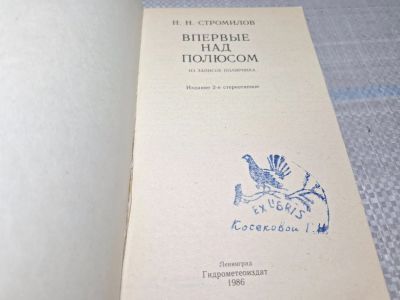 Н. Н. СТРОМИЛОВ
ВПЕРВЫЕ
НАД
ПОЛЮСОМ
ИЗ ЗАПИСОК ПОЛЯРНИКА
Издание 2-е стереотипное
EX LIBRIS
Косековой Г.И.
Ленинград
Гидрометеоиздат
1986